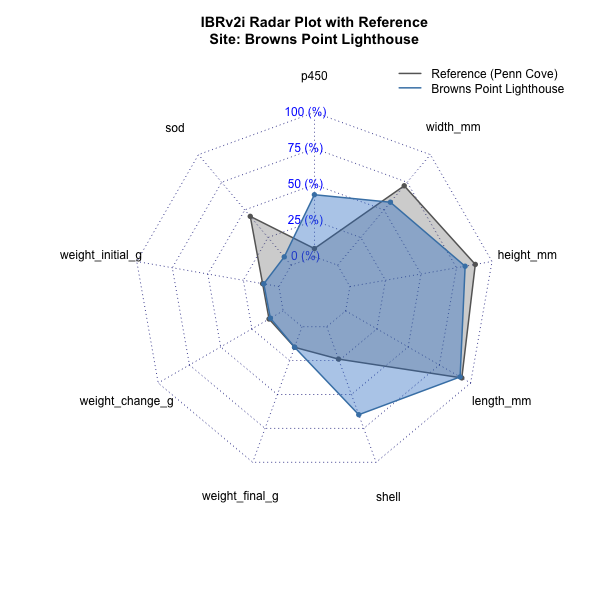 IBRv2i Radar Plot with Reference
Site: Browns Point Lighthouse
p450
Reference (Penn Cove)
Browns Point Lighthouse
100 (%)
sod
width_mm
75 (%)
50 (%)
25 (%)
0 (%)
weight_initial_g
height_mm
weight_change_g
length_mm
weight_final_g
shell